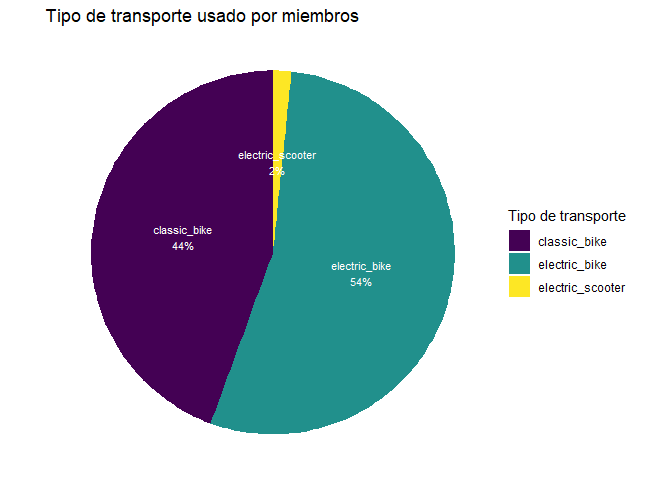 Tipo de transporte usado por miembros
electric_scooter
2%
classic_bike
44%
electric_bike
54%
Tipo de transporte
classic_bike
electric_bike
electric_scooter